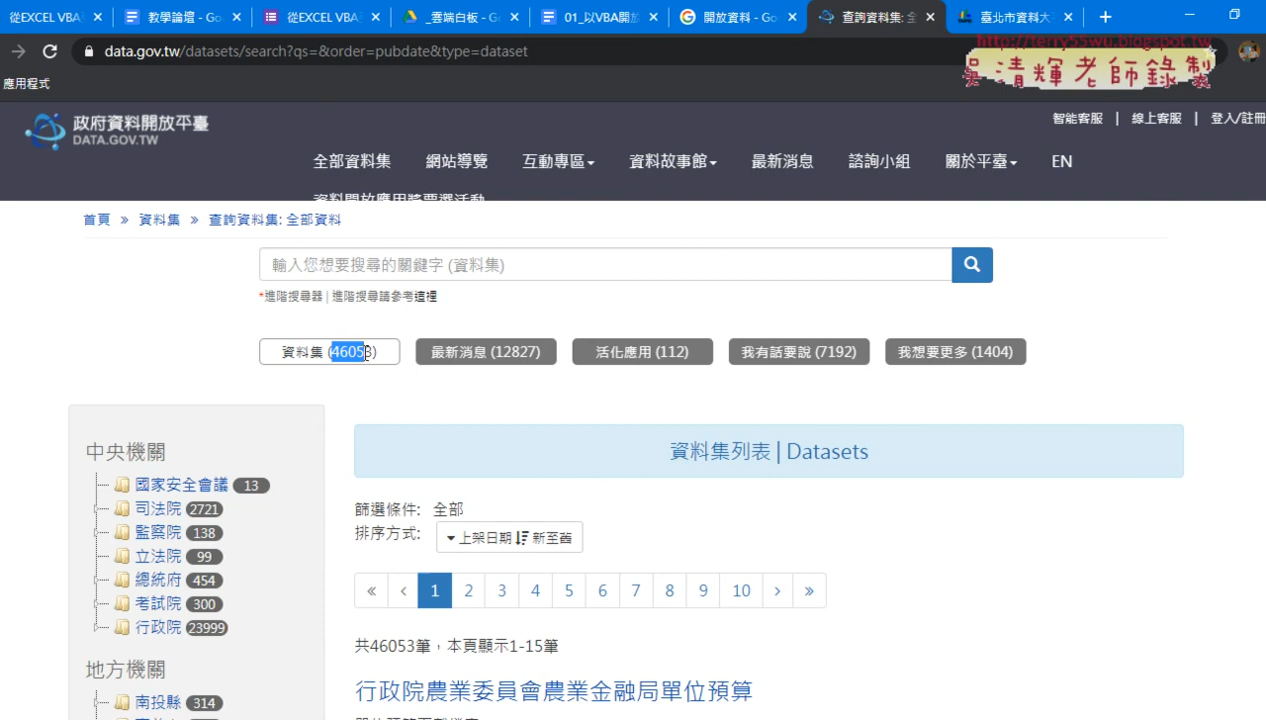 從EXCEL VBA
教學論壇 - Go
從EXCEL VBA
_雲端白板 - G
01_以VBA開放
開放資料 - Go
查詢資料集: 全
臺北市資料大
data.gov.tw/datasets/search?qs=&order=pubdate&type=dataset
http://terry55wu.blogspot.tw
吳清輝老師錄製
應用程式
政府資料開放平臺
DATA.GOV.TW
智能客服 | 線上客服 | 登入/註冊
全部資料集 網站導覽 互動專區 資料故事館 最新消息 諮詢小組 關於平臺 EN
資料開放應用獎票選活動
首頁 » 資料集 » 查詢資料集: 全部資料
輸入您想要搜尋的關鍵字 (資料集)
*進階搜尋器 | 進階搜尋請參考這裡
資料集 (46053)
最新消息 (12827)
活化應用 (112)
我有話要說 (7192)
我想要更多 (1404)
中央機關
國家安全會議 13
司法院 2721
監察院 138
立法院 99
總統府 454
考試院 300
行政院 23999
地方機關
南投縣 314
資料集列表 | Datasets
篩選條件: 全部
排序方式: 上架日期 新至舊
« ‹ 1 2 3 4 5 6 7 8 9 10 › »
共46053筆，本頁顯示1-15筆
行政院農業委員會農業金融局單位預算